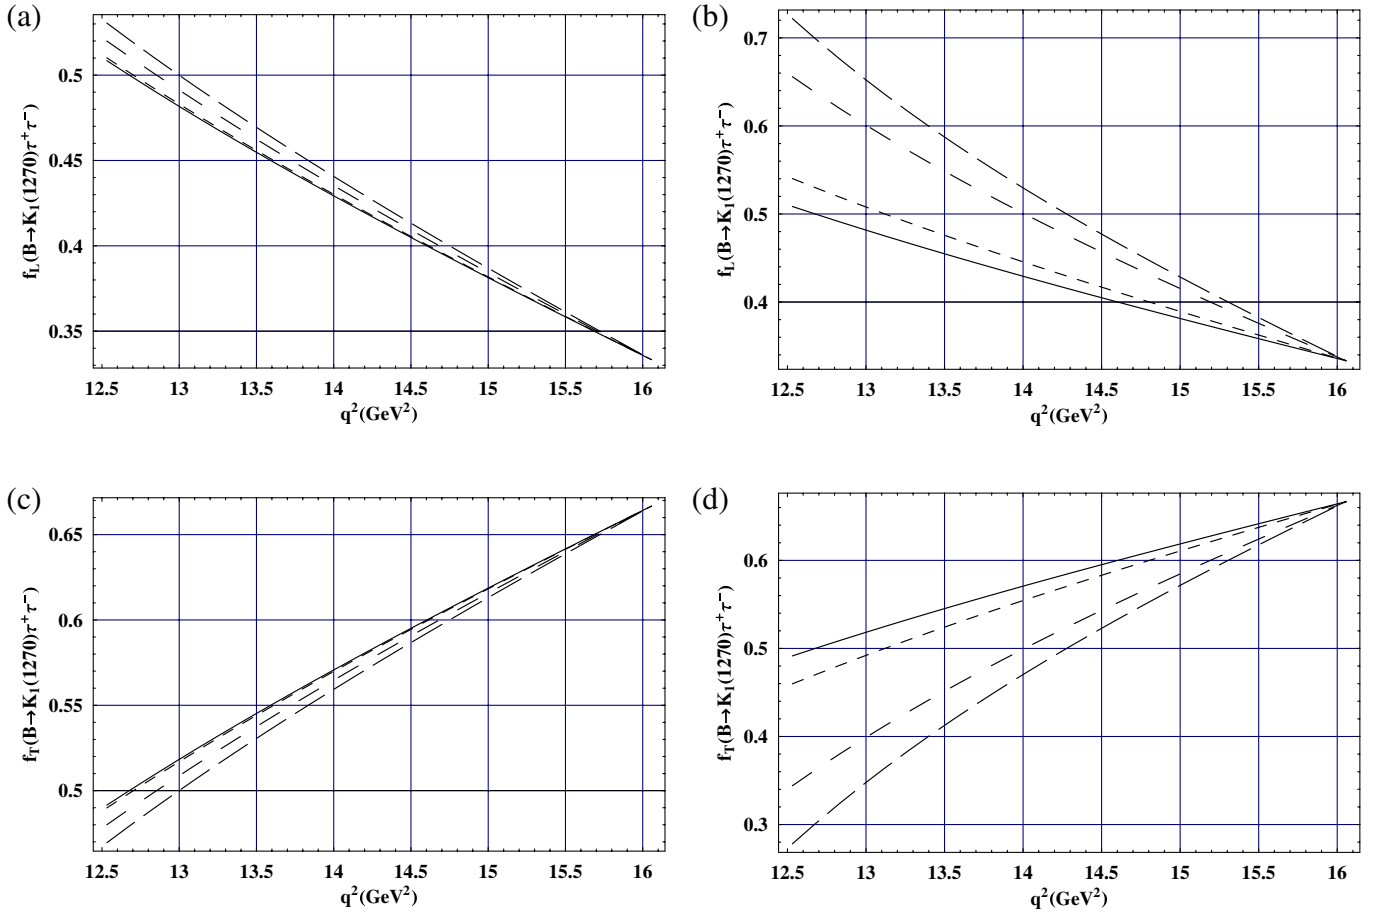 (a)
f_L(B→K_1(1270)τ^+τ^-)
0.5
0.45
0.4
0.35
12.5 13 13.5 14 14.5 15 15.5 16
q^2(GeV^2)
(b)
f_L(B→K_1(1270)τ^+τ^-)
0.7
0.6
0.5
0.4
12.5 13 13.5 14 14.5 15 15.5 16
q^2(GeV^2)
(c)
f_T(B→K_1(1270)τ^+τ^-)
0.65
0.6
0.55
0.5
12.5 13 13.5 14 14.5 15 15.5 16
q^2(GeV^2)
(d)
f_T(B→K_1(1270)τ^+τ^-)
0.6
0.5
0.4
0.3
12.5 13 13.5 14 14.5 15 15.5 16
q^2(GeV^2)